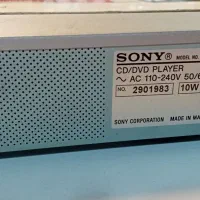 SONY® MODEL NO.
CD/DVD PLAYER
∼ AC 110-240V 50/6
NO. 2901983 10W
SONY CORPORATION MADE IN MA